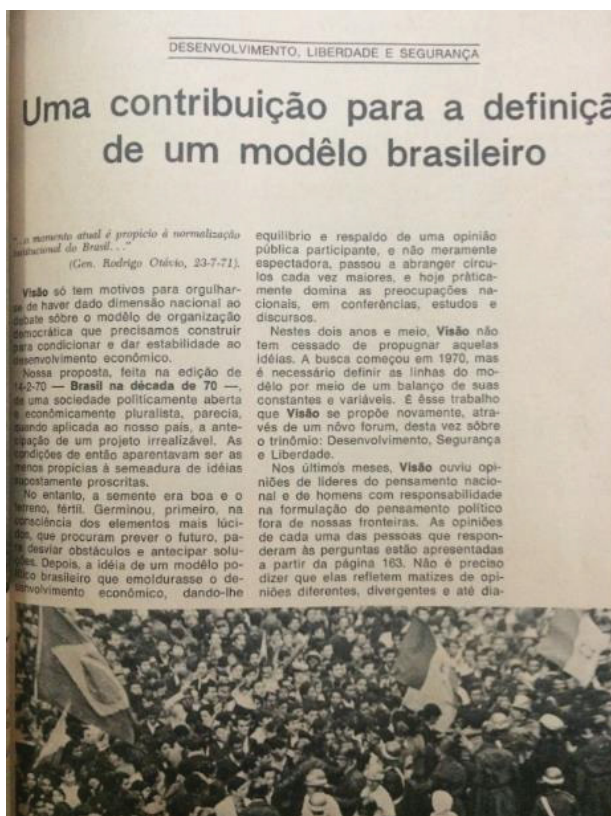 DESENVOLVIMENTO, LIBERDADE E SEGURANÇA
Uma contribuição para a definiçã
de um modêlo brasileiro
"...o momento atual é propício à normalização
titucional do Brasil..."
(Gen. Rodrigo Otávio, 23-7-71).
Visão só tem motivos para orgulhar-
se de haver dado dimensão nacional ao
debate sôbre o modêlo de organização
democrática que precisamos construir
para condicionar e dar estabilidade ao
desenvolvimento econômico.
Nossa proposta, feita na edição de
14-2-70 — Brasil na década de 70 —,
de uma sociedade politicamente aberta
e econômicamente pluralista, parecia,
quando aplicada ao nosso país, a ante-
cipação de um projeto irrealizável. As
condições de então aparentavam ser as
menos propícias à semeadura de idéias
supostamente proscritas.
No entanto, a semente era boa e o
terreno, fértil. Germinou, primeiro, na
consciência dos elementos mais lúci-
dos, que procuram prever o futuro, pa-
ra desviar obstáculos e antecipar solu-
ções. Depois, a idéia de um modêlo po-
lítico brasileiro que emoldurasse o de-
senvolvimento econômico, dando-lhe
equilíbrio e respaldo de uma opinião
pública participante, e não meramente
espectadora, passou a abranger círcu-
los cada vez maiores, e hoje pràtica-
mente domina as preocupações na-
cionais, em conferências, estudos e
discursos.
Nestes dois anos e meio, Visão não
tem cessado de propugnar aquelas
idéias. A busca começou em 1970, mas
é necessário definir as linhas do mo-
dêlo por meio de um balanço de suas
constantes e variáveis. É êsse trabalho
que Visão se propõe novamente, atra-
vés de um nôvo forum, desta vez sôbre
o trinômio: Desenvolvimento, Segurança
e Liberdade.
Nos último's meses, Visão ouviu opi-
niões de líderes do pensamento nacio-
nal e de homens com responsabilidade
na formulação do pensamento político
fora de nossas fronteiras. As opiniões
de cada uma das pessoas que respon-
deram às perguntas estão apresentadas
a partir da página 163. Não é preciso
dizer que elas refletem matizes de opi-
niões diferentes, divergentes e até dia-